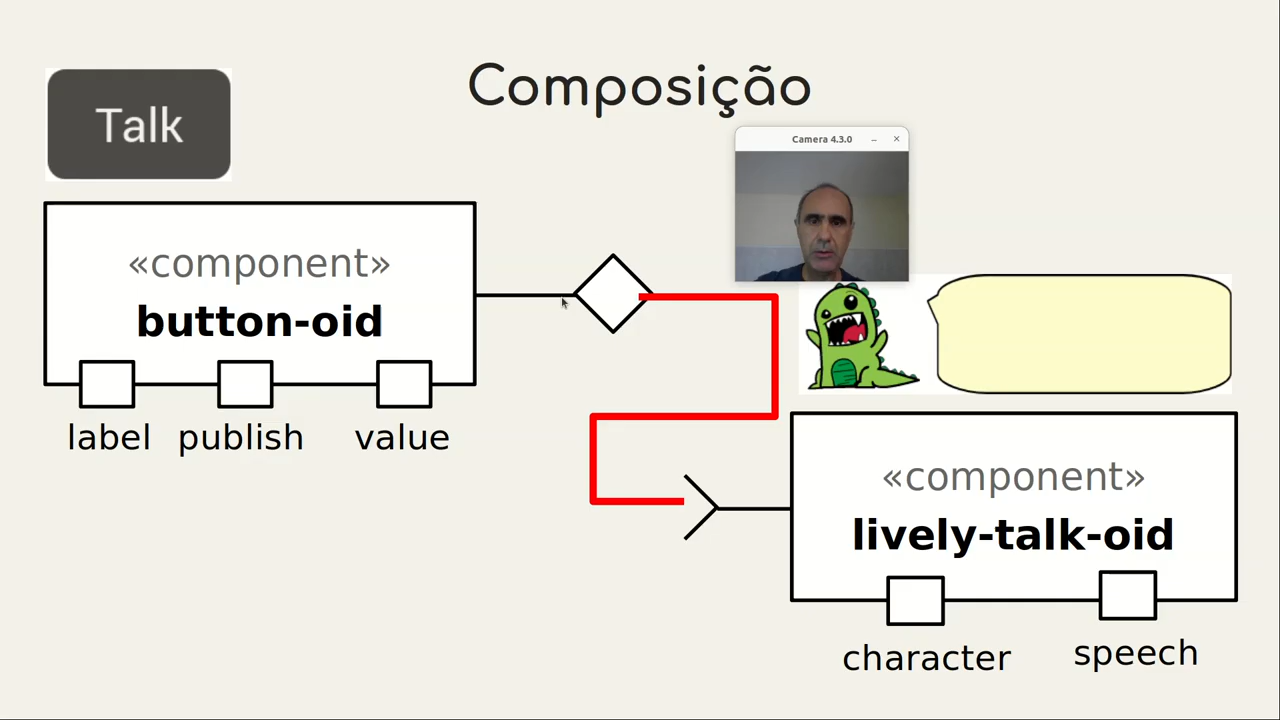 Composição
Talk
Camera 4.3.0
«component»
button-oid
label publish value
«component»
lively-talk-oid
character speech